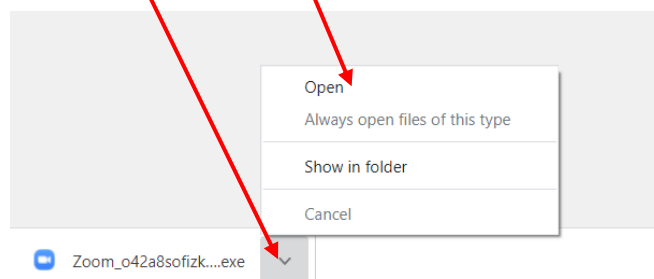 Open
Always open files of this type
Show in folder
Cancel
Zoom_o42a8sofizk....exe